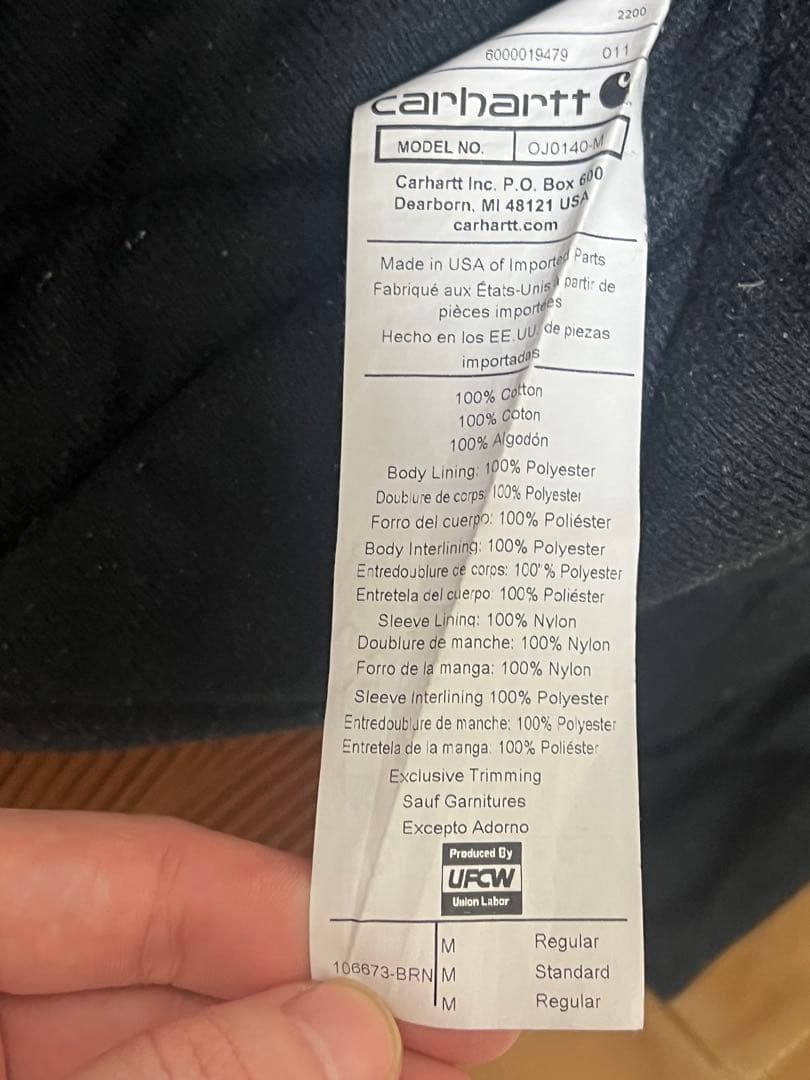 2200
6000019479 011
carhartt
MODEL NO. OJ0140-M
Carhartt Inc. P.O. Box 600
Dearborn, MI 48121 USA
carhartt.com
Made in USA of Imported Parts
Fabriqué aux États-Unis à partir de
pièces importées
Hecho en los EE.UU. de piezas
importadas
100% Cotton
100% Coton
100% Algodón
Body Lining: 100% Polyester
Doublure de corps: 100% Polyester
Forro del cuerpo: 100% Poliéster
Body Interlining: 100% Polyester
Entredoublure de corps: 100% Polyester
Entretela del cuerpo: 100% Poliéster
Sleeve Lining: 100% Nylon
Doublure de manche: 100% Nylon
Forro de la manga: 100% Nylon
Sleeve Interlining 100% Polyester
Entredoublure de manche: 100% Polyester
Entretela de la manga: 100% Poliéster
Exclusive Trimming
Sauf Garnitures
Excepto Adorno
Produced By
UFCW
Union Labor
M Regular
106673-BRN M Standard
M Regular